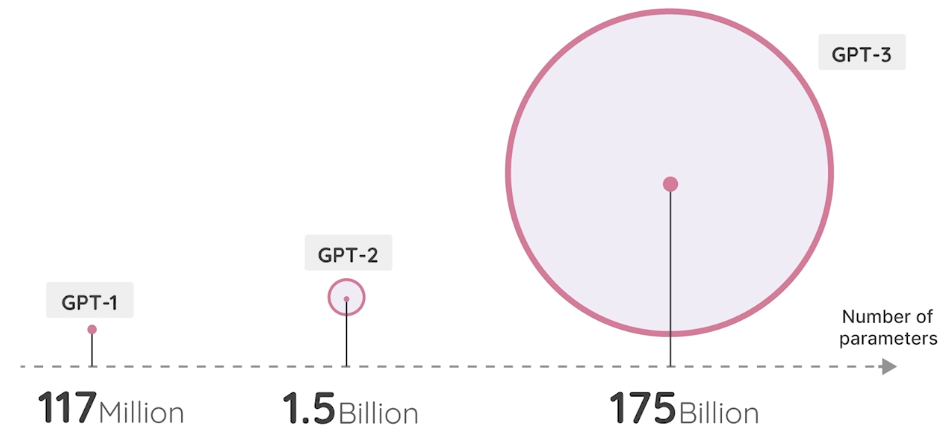 GPT-3
GPT-2
GPT-1
Number of
parameters
117Million
1.5Billion
175Billion